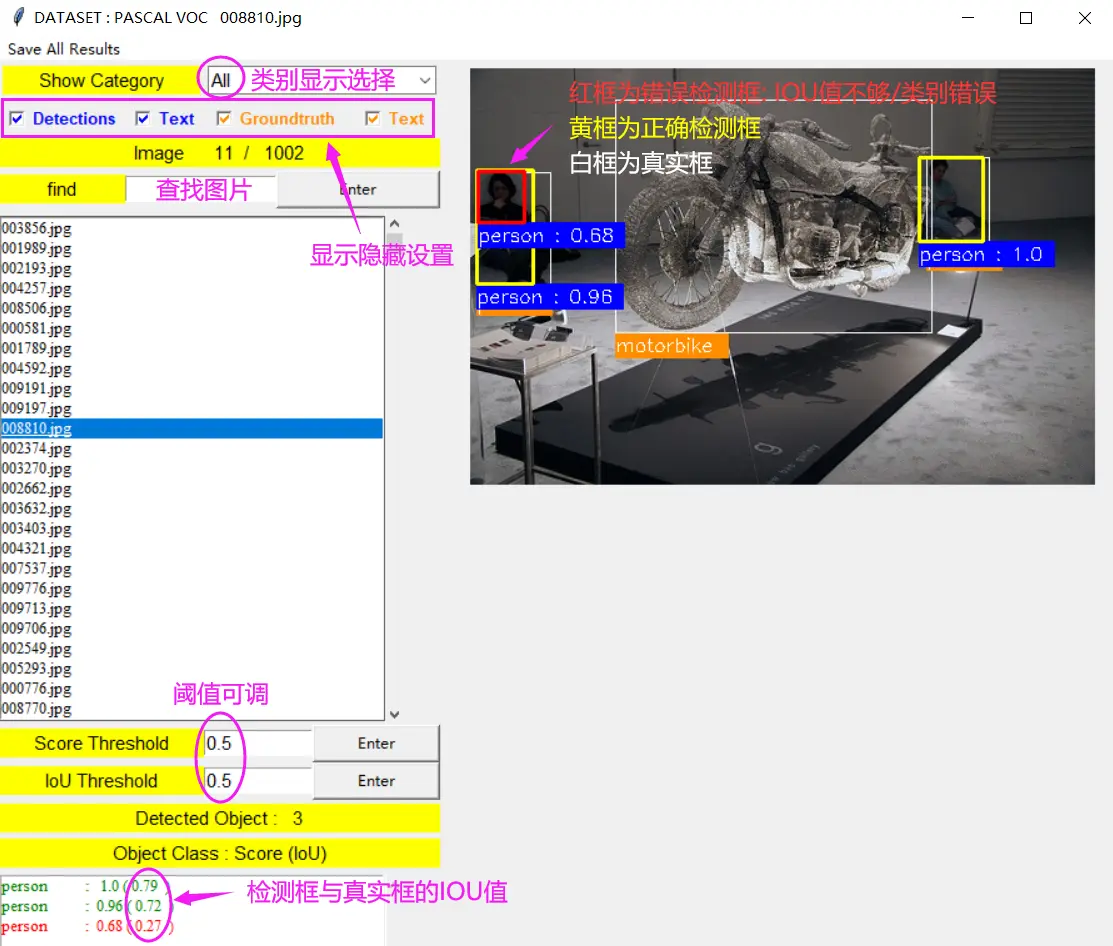 DATASET : PASCAL VOC 008810.jpg
Save All Results
Show Category All 类别显示选择
Detections Text Groundtruth Text
Image 11 / 1002
find 查找图片 Enter
显示隐藏设置
003856.jpg
001989.jpg
002193.jpg
004257.jpg
008506.jpg
000581.jpg
001789.jpg
004592.jpg
009191.jpg
009197.jpg
008810.jpg
002374.jpg
003270.jpg
002662.jpg
003632.jpg
003403.jpg
004321.jpg
007537.jpg
009776.jpg
009713.jpg
009706.jpg
002549.jpg
005293.jpg
000776.jpg
008770.jpg
阈值可调
Score Threshold 0.5 Enter
IoU Threshold 0.5 Enter
Detected Object : 3
Object Class : Score (IoU)
person : 1.0 ( 0.79 )
person : 0.96 ( 0.72 )
person : 0.68 ( 0.27 )
检测框与真实框的IOU值
红框为错误检测框: IOU值不够/类别错误
黄框为正确检测框
白框为真实框
person : 0.68
person : 1.0
person : 0.96
motorbike
g